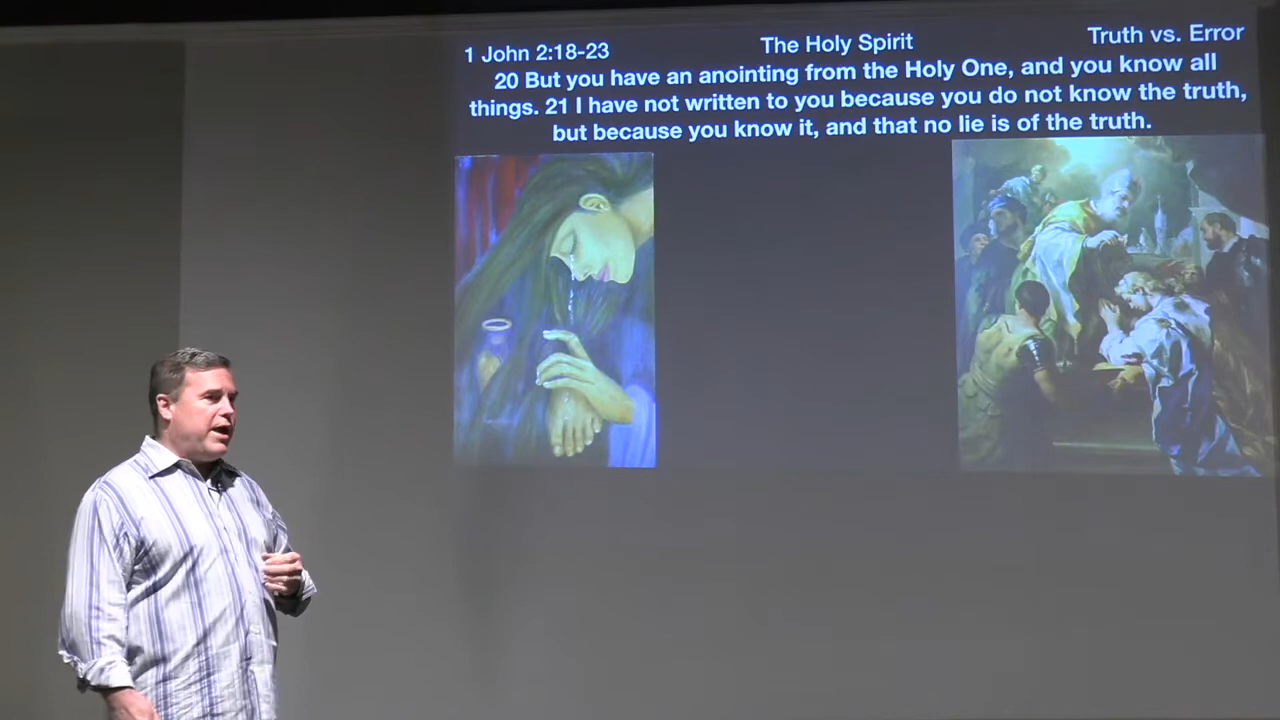 1 John 2:18-23 The Holy Spirit Truth vs. Error
20 But you have an anointing from the Holy One, and you know all
things. 21 I have not written to you because you do not know the truth,
but because you know it, and that no lie is of the truth.